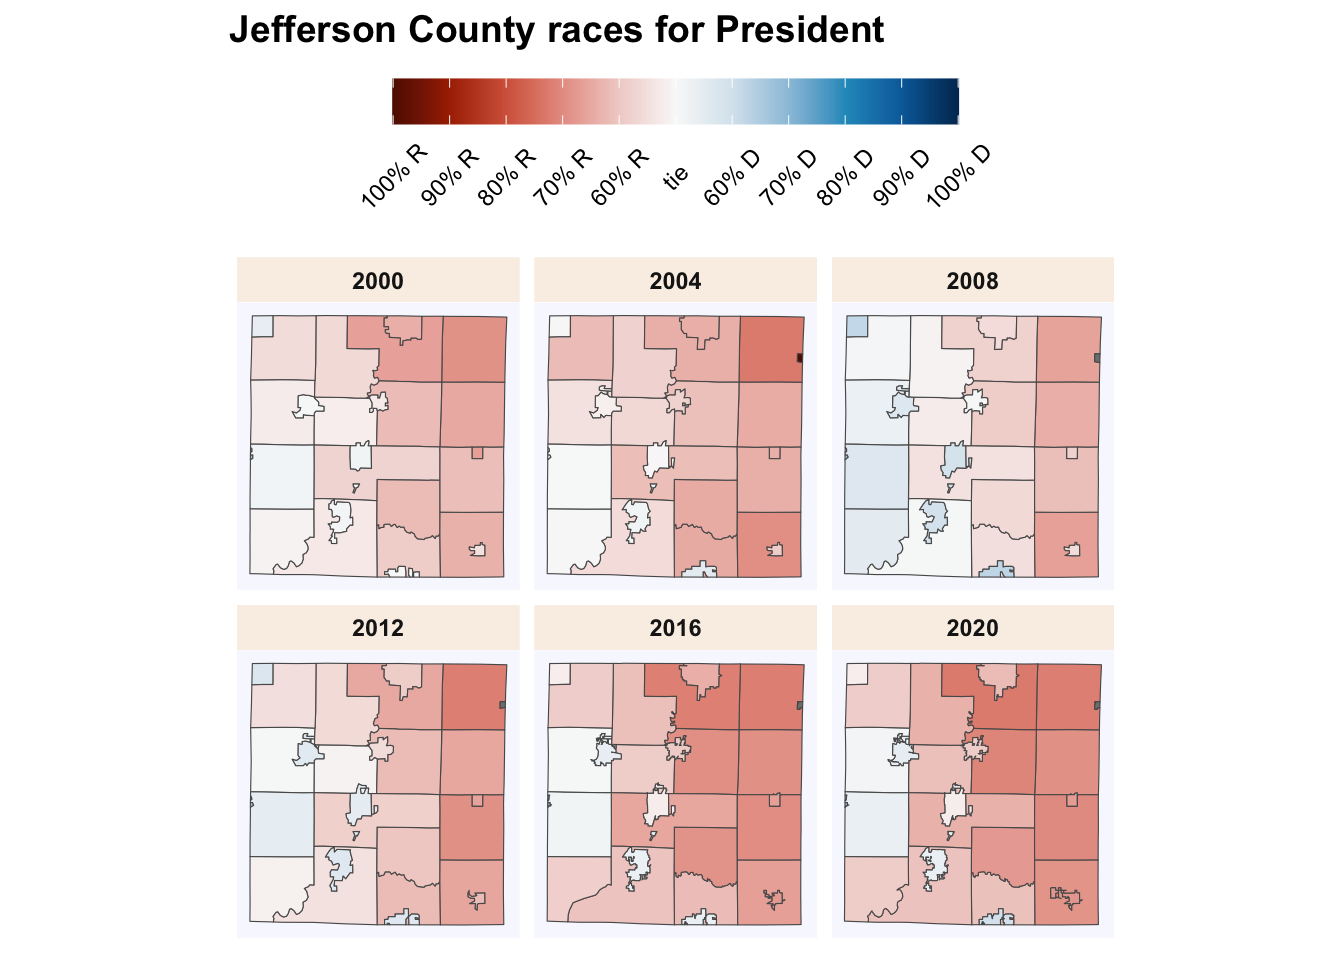 Jefferson County races for President
100% R 90% R 80% R 70% R 60% R tie 60% D 70% D 80% D 90% D 100% D
2000 2004 2008
2012 2016 2020